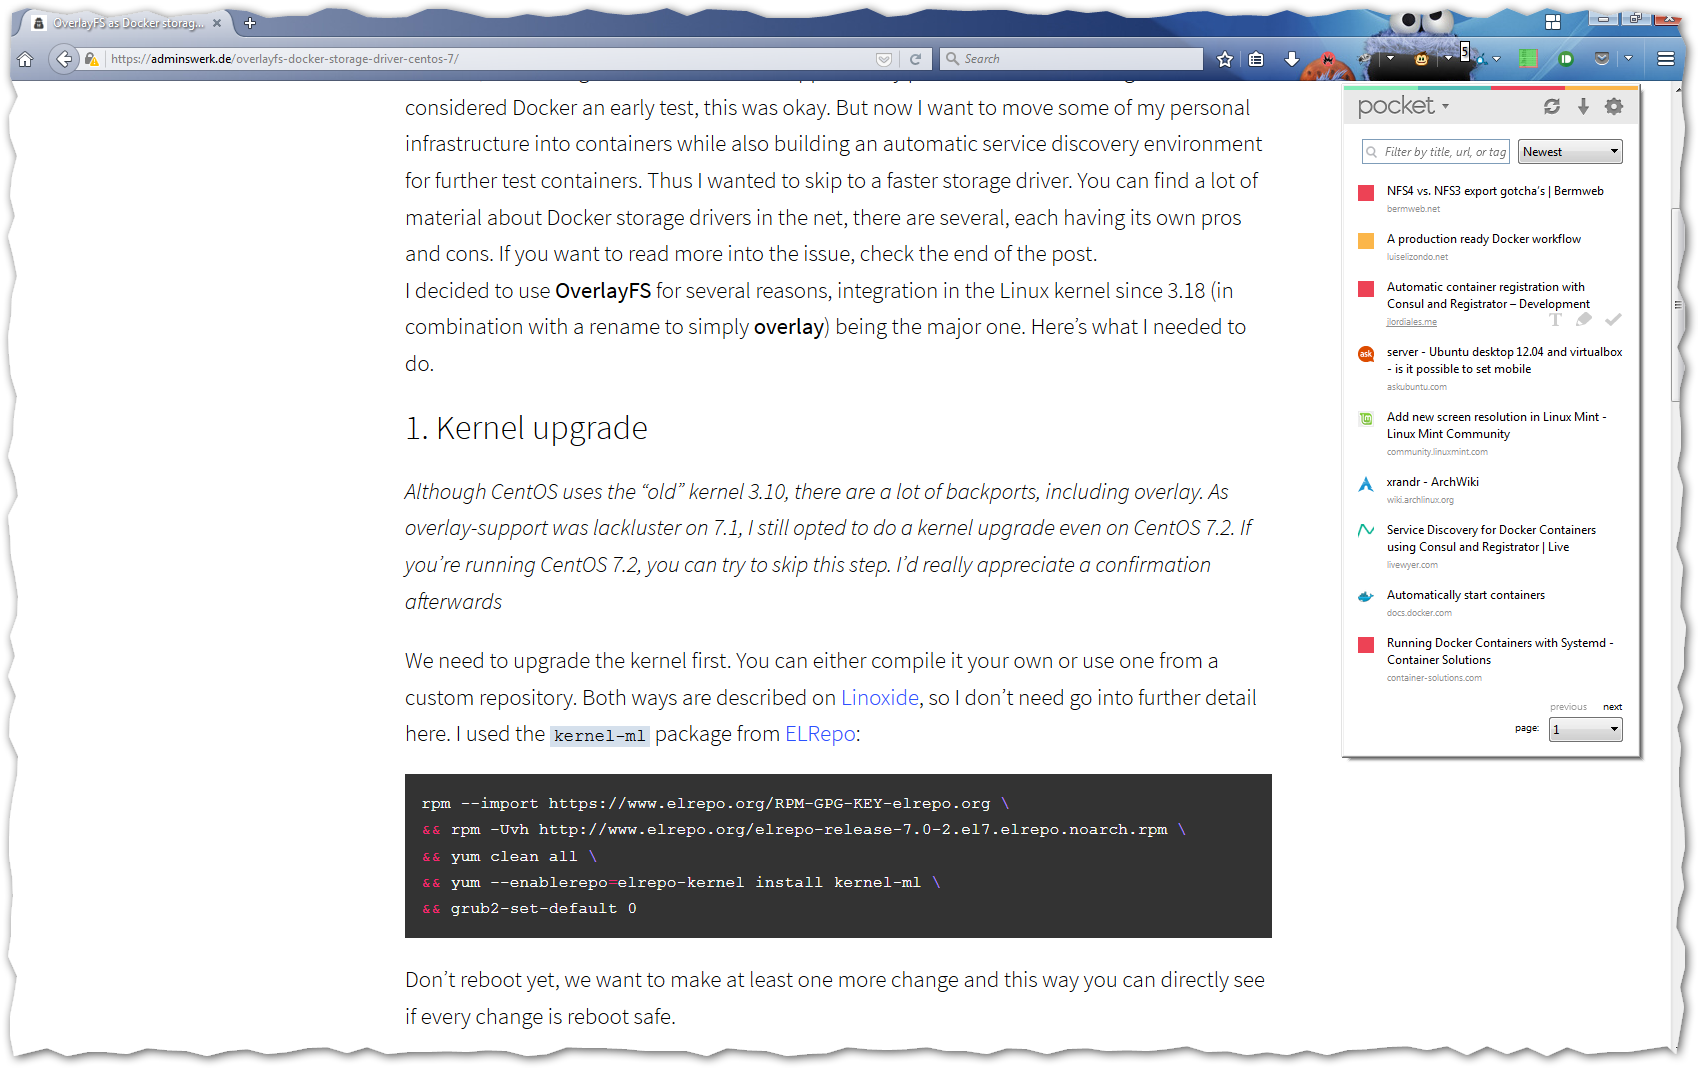 OverlayFS as Docker storag...
https://adminswerk.de/overlayfs-docker-storage-driver-centos-7/
Search
5
considered Docker an early test, this was okay. But now I want to move some of my personal
infrastructure into containers while also building an automatic service discovery environment
for further test containers. Thus I wanted to skip to a faster storage driver. You can find a lot of
material about Docker storage drivers in the net, there are several, each having its own pros
and cons. If you want to read more into the issue, check the end of the post.
I decided to use OverlayFS for several reasons, integration in the Linux kernel since 3.18 (in
combination with a rename to simply overlay) being the major one. Here’s what I needed to
do.
1. Kernel upgrade
Although CentOS uses the “old” kernel 3.10, there are a lot of backports, including overlay. As
overlay-support was lackluster on 7.1, I still opted to do a kernel upgrade even on CentOS 7.2. If
you’re running CentOS 7.2, you can try to skip this step. I’d really appreciate a confirmation
afterwards
We need to upgrade the kernel first. You can either compile it your own or use one from a
custom repository. Both ways are described on Linoxide, so I don’t need go into further detail
here. I used the kernel-ml package from ELRepo:
rpm --import https://www.elrepo.org/RPM-GPG-KEY-elrepo.org \
&& rpm -Uvh http://www.elrepo.org/elrepo-release-7.0-2.el7.elrepo.noarch.rpm \
&& yum clean all \
&& yum --enablerepo=elrepo-kernel install kernel-ml \
&& grub2-set-default 0
Don’t reboot yet, we want to make at least one more change and this way you can directly see
if every change is reboot safe.
pocket
Filter by title, url, or tag
Newest
NFS4 vs. NFS3 export gotcha's | Bermweb
bermweb.net
A production ready Docker workflow
luiselizondo.net
Automatic container registration with
Consul and Registrator – Development
jlordiales.me
ask
server - Ubuntu desktop 12.04 and virtualbox
- is it possible to set mobile
askubuntu.com
Add new screen resolution in Linux Mint -
Linux Mint Community
community.linuxmint.com
xrandr - ArchWiki
wiki.archlinux.org
Service Discovery for Docker Containers
using Consul and Registrator | Live
livewyer.com
Automatically start containers
docs.docker.com
Running Docker Containers with Systemd -
Container Solutions
container-solutions.com
previous next
page: 1